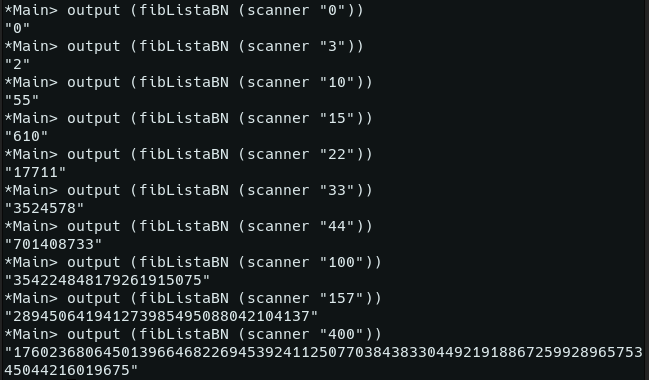 *Main> output (fibListaBN (scanner "0"))
"0"
*Main> output (fibListaBN (scanner "3"))
"2"
*Main> output (fibListaBN (scanner "10"))
"55"
*Main> output (fibListaBN (scanner "15"))
"610"
*Main> output (fibListaBN (scanner "22"))
"17711"
*Main> output (fibListaBN (scanner "33"))
"3524578"
*Main> output (fibListaBN (scanner "44"))
"701408733"
*Main> output (fibListaBN (scanner "100"))
"354224848179261915075"
*Main> output (fibListaBN (scanner "157"))
"289450641941273985495088042104137"
*Main> output (fibListaBN (scanner "400"))
"176023680645013966468226945392411250770384383304492191886725992896575345044216019675"